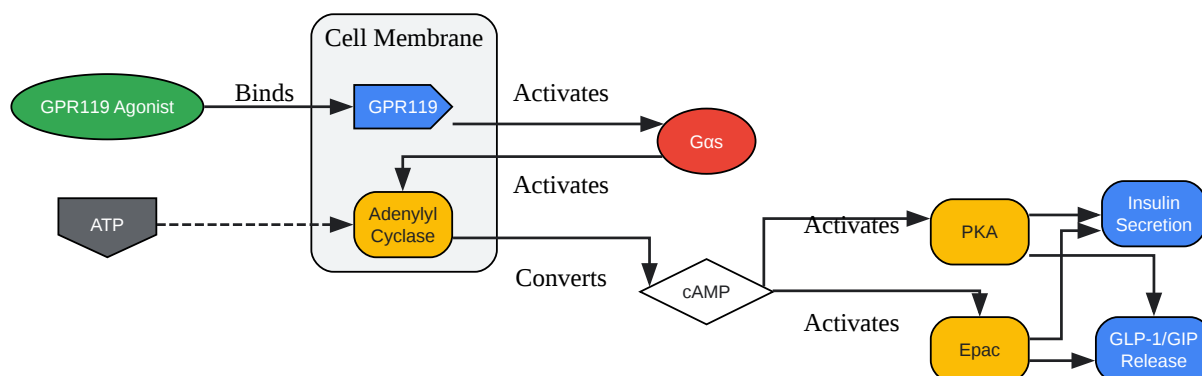 Cell Membrane
GPR119 Agonist
Binds
GPR119
Activates
Gαs
Activates
ATP
Adenylyl
Cyclase
Converts
cAMP
Activates
PKA
Insulin
Secretion
Activates
Epac
GLP-1/GIP
Release